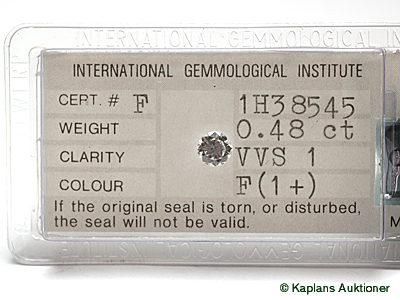 INTERNATIONAL GEMMOLOGICAL INSTITUTE
CERT. # F 1H38545
WEIGHT 0.48 ct
CLARITY VVS 1
COLOUR F(1+)
If the original seal is torn, or disturbed,
the seal will not be valid.
© Kaplans Auktioner